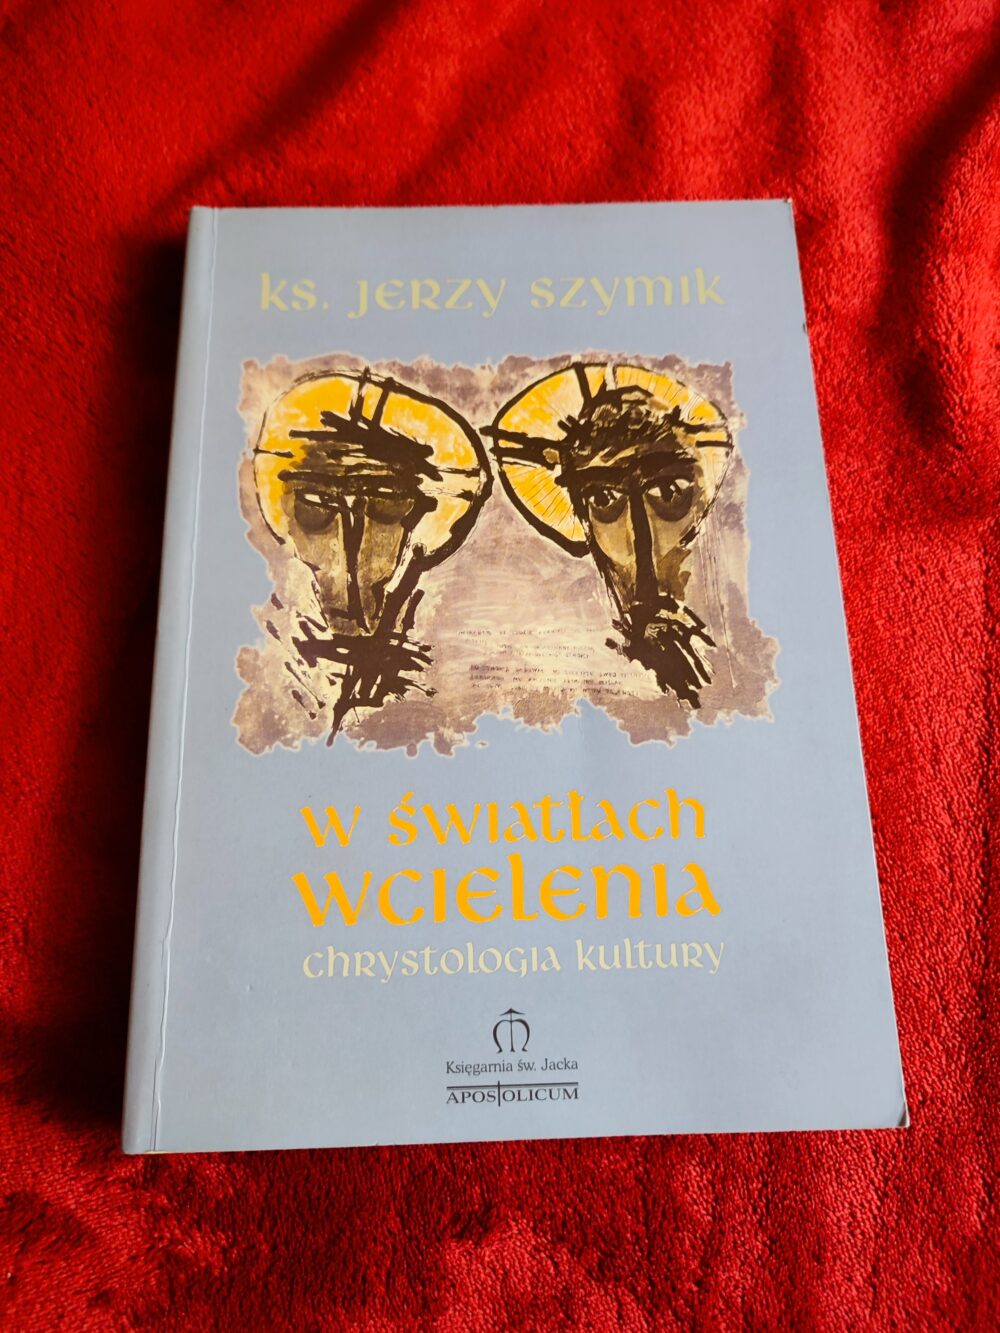 ks. Jerzy Szymik
w światłach
wcielenia
chrystologia kultury
Księgarnia św. Jacka
APOSTOLICUM